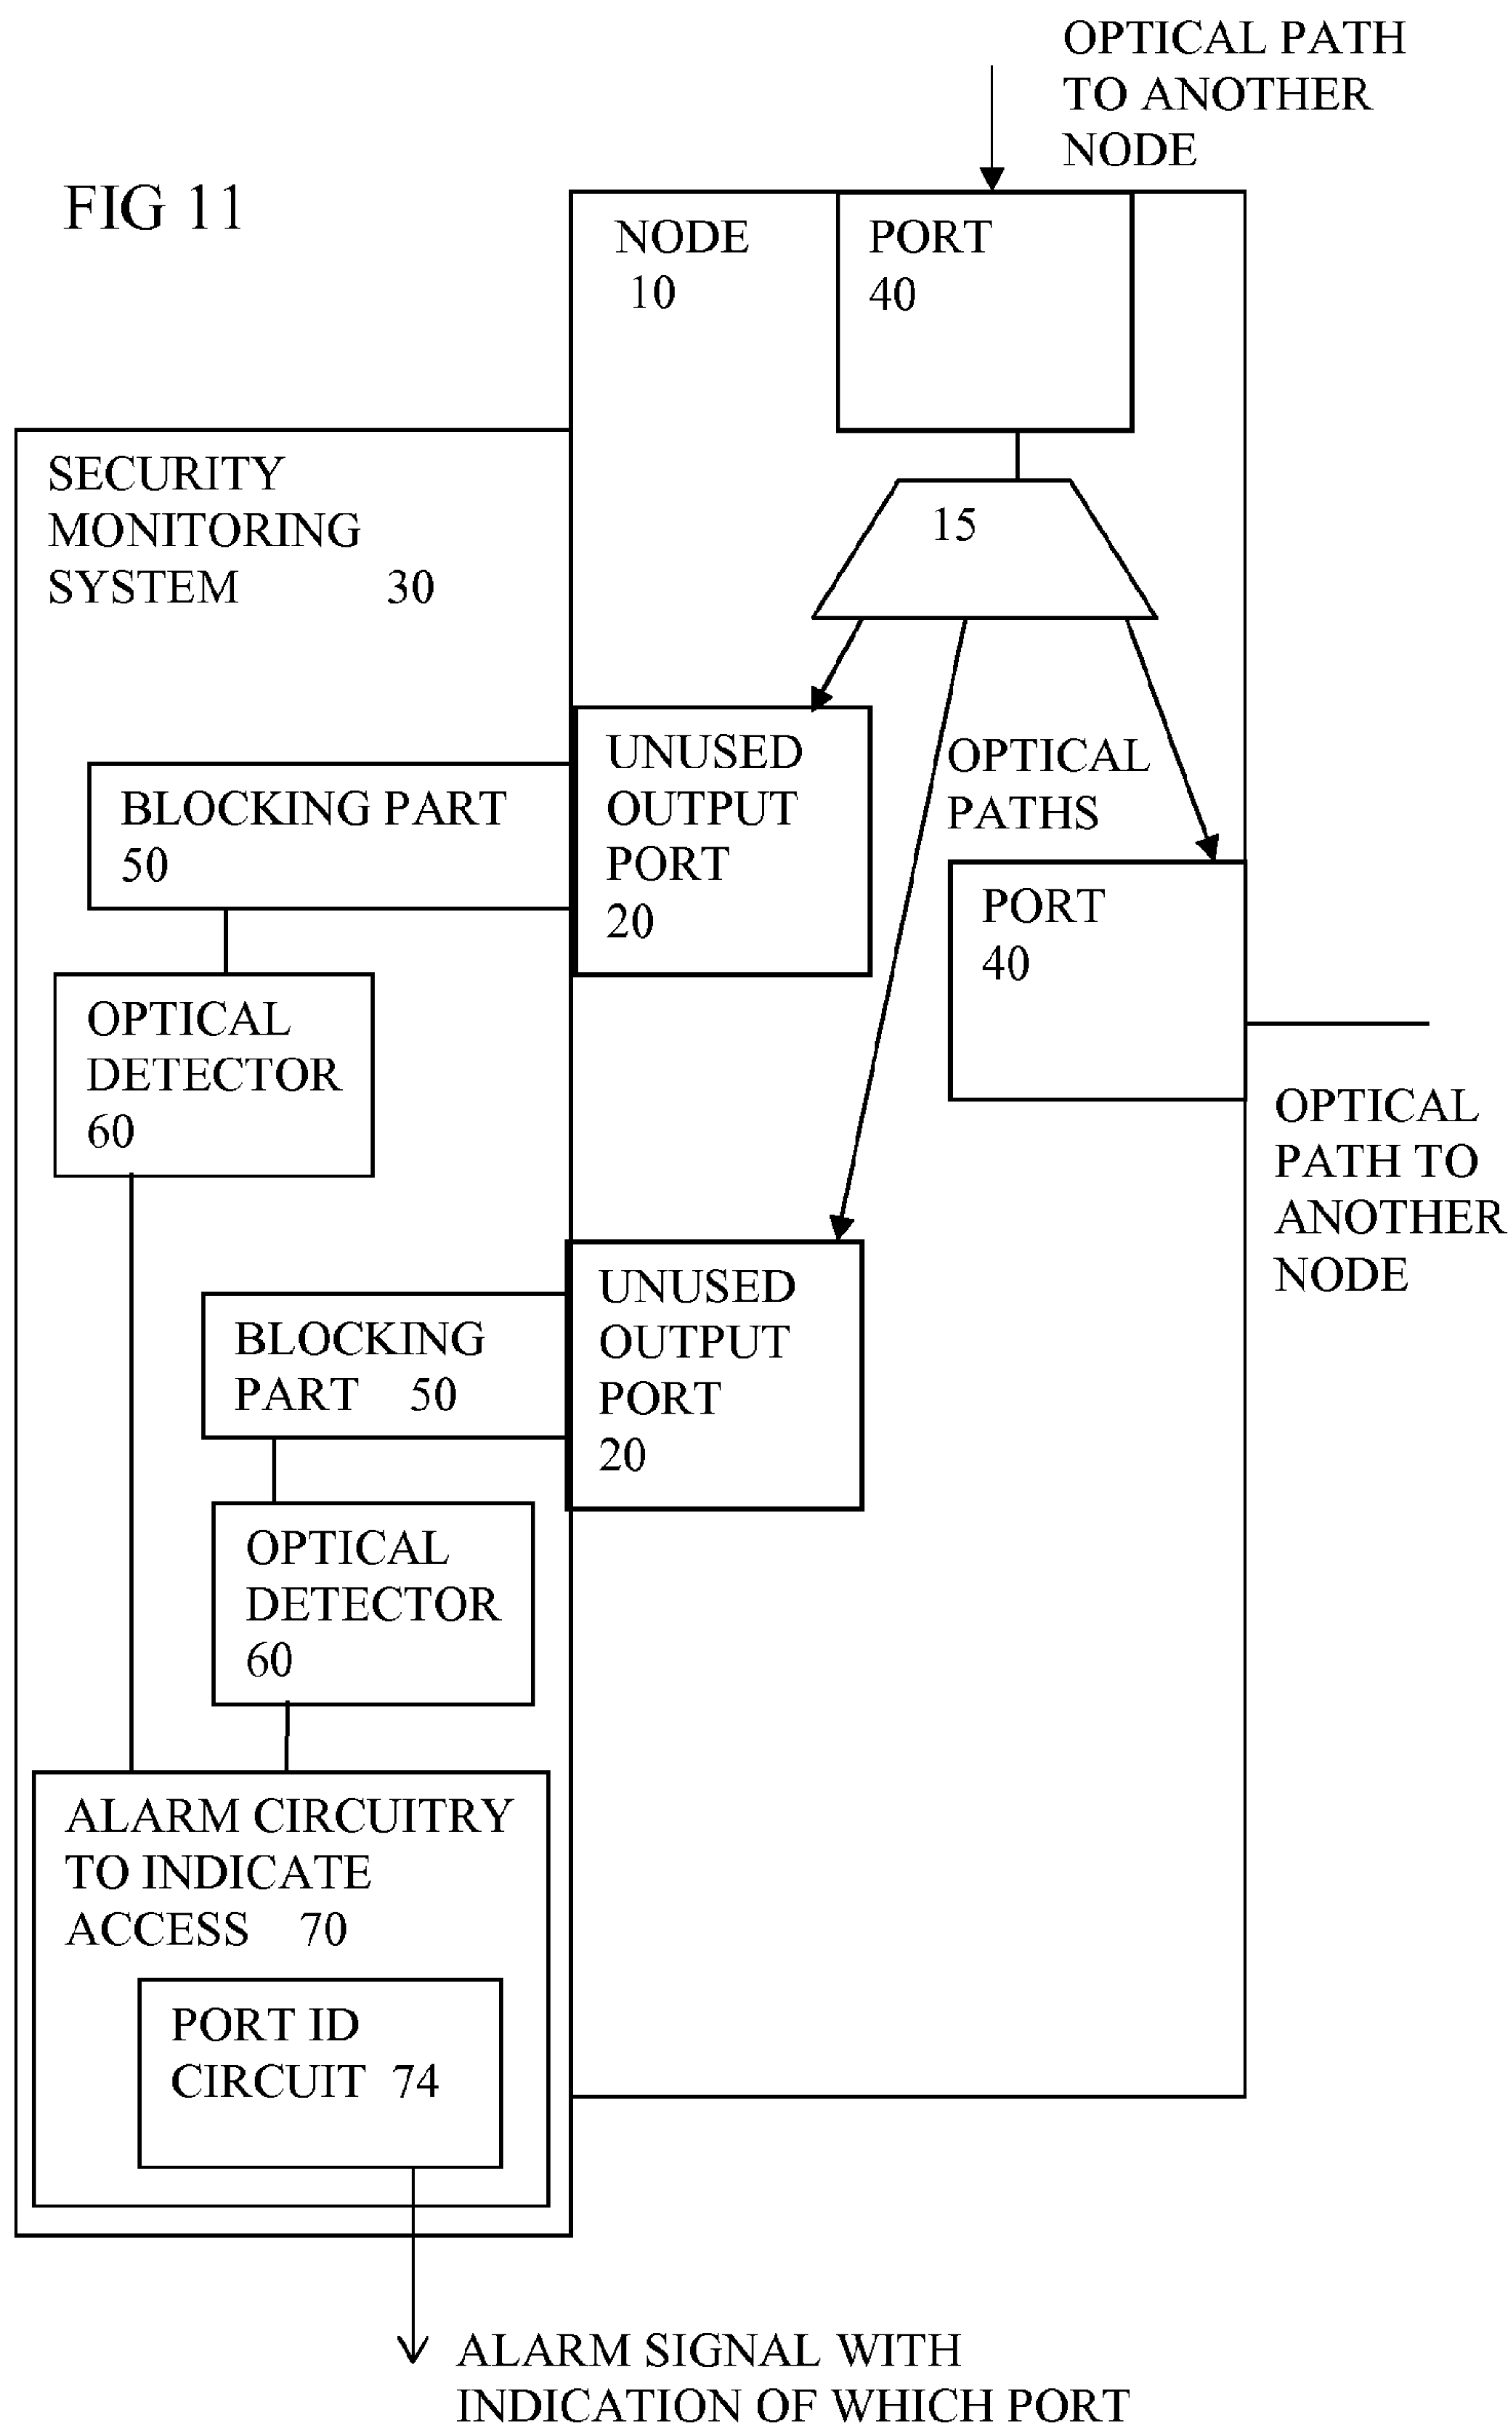 OPTICAL PATH
TO ANOTHER
NODE
FIG 11
NODE
10
PORT
40
SECURITY
MONITORING
SYSTEM 30
15
UNUSED
OUTPUT
PORT
20
OPTICAL
PATHS
BLOCKING PART
50
PORT
40
OPTICAL
DETECTOR
60
OPTICAL
PATH TO
ANOTHER
NODE
UNUSED
OUTPUT
PORT
20
BLOCKING
PART 50
OPTICAL
DETECTOR
60
ALARM CIRCUITRY
TO INDICATE
ACCESS 70
PORT ID
CIRCUIT 74
ALARM SIGNAL WITH
INDICATION OF WHICH PORT